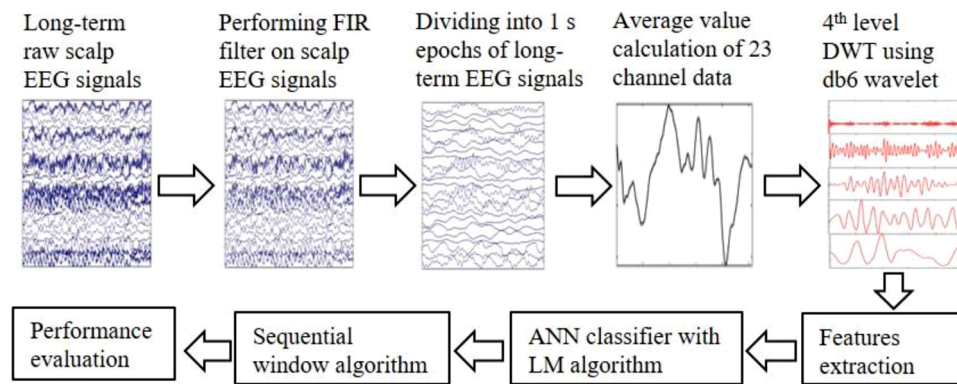 Long-term
raw scalp
EEG signals
Performing FIR
filter on scalp
EEG signals
Dividing into 1 s
epochs of long-
term EEG signals
Average value
calculation of 23
channel data
4th level
DWT using
db6 wavelet
Performance
evaluation
Sequential
window algorithm
ANN classifier with
LM algorithm
Features
extraction